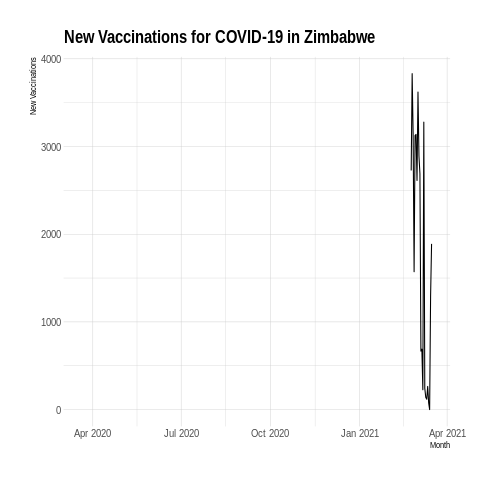 New Vaccinations for COVID-19 in Zimbabwe
New Vaccinations
4000
3000
2000
1000
0
Apr 2020
Jul 2020
Oct 2020
Jan 2021
Apr 2021
Month